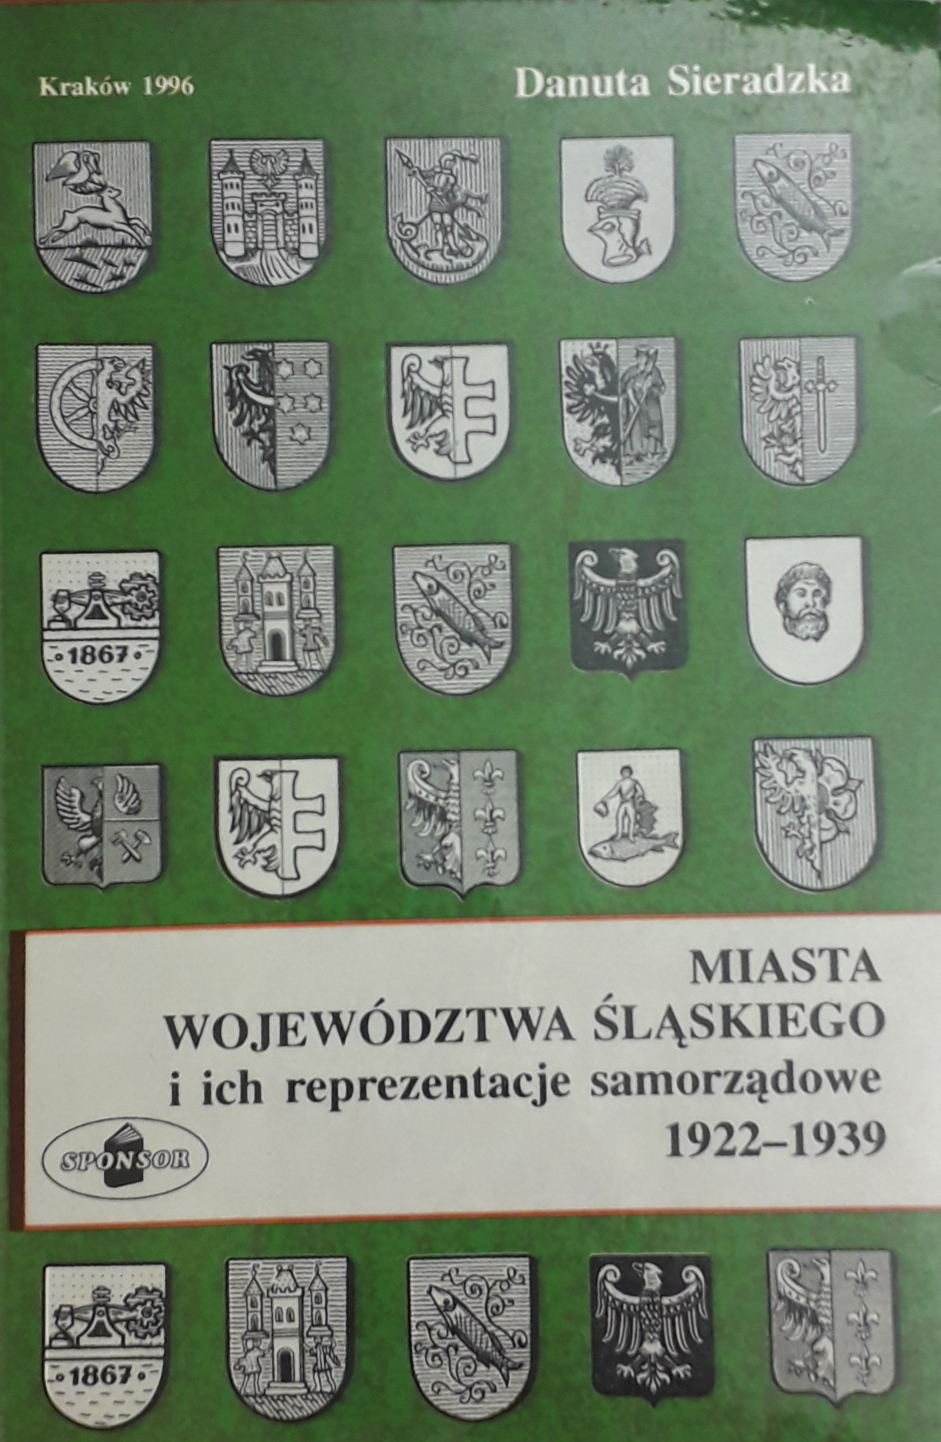 Kraków 1996
Danuta Sieradzka
1867
MIASTA
WOJEWÓDZTWA ŚLĄSKIEGO
i ich reprezentacje samorządowe
1922–1939
SPONSOR
1867